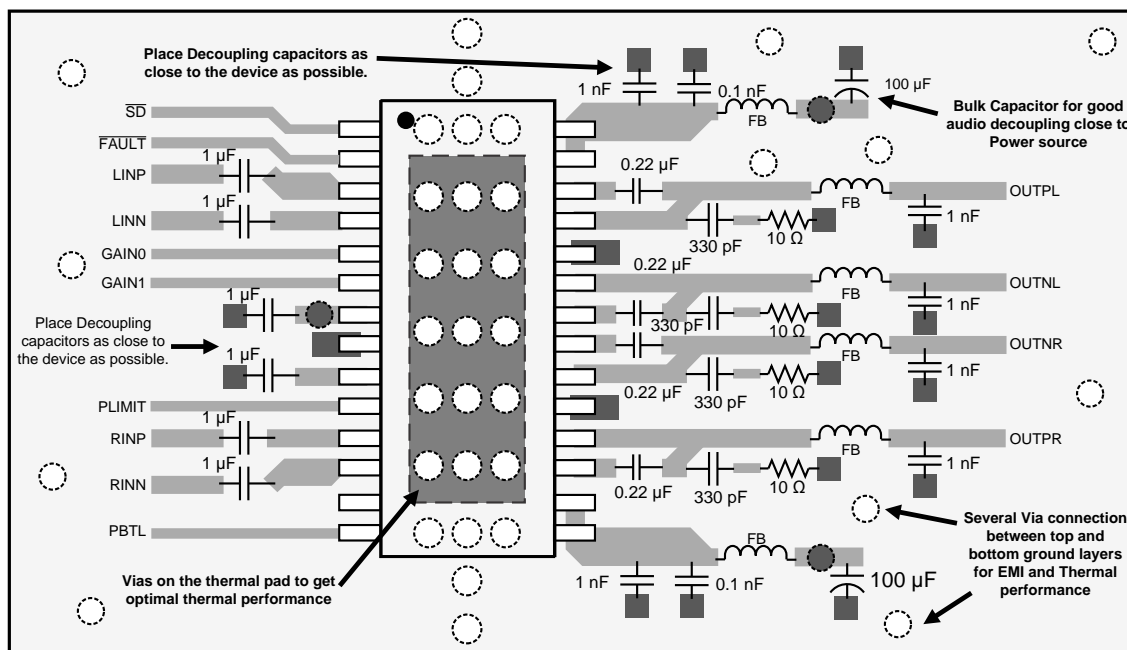 Place Decoupling capacitors as
close to the device as possible.
1 nF
0.1 nF
FB
100 µF
Bulk Capacitor for good
audio decoupling close to
Power source
SD
FAULT
1 µF
LINP
1 µF
LINN
GAIN0
GAIN1
1 µF
Place Decoupling
capacitors as close to
the device as possible.
1 µF
PLIMIT
1 µF
RINP
1 µF
RINN
PBTL
0.22 µF
FB
OUTPL
1 nF
330 pF
10 Ω
0.22 µF
FB
OUTNL
1 nF
330 pF
10 Ω
FB
OUTNR
1 nF
0.22 µF
330 pF
10 Ω
FB
OUTPR
1 nF
0.22 µF
330 pF
10 Ω
Several Via connection
between top and
bottom ground layers
for EMI and Thermal
performance
FB
1 nF
0.1 nF
100 µF
Vias on the thermal pad to get
optimal thermal performance